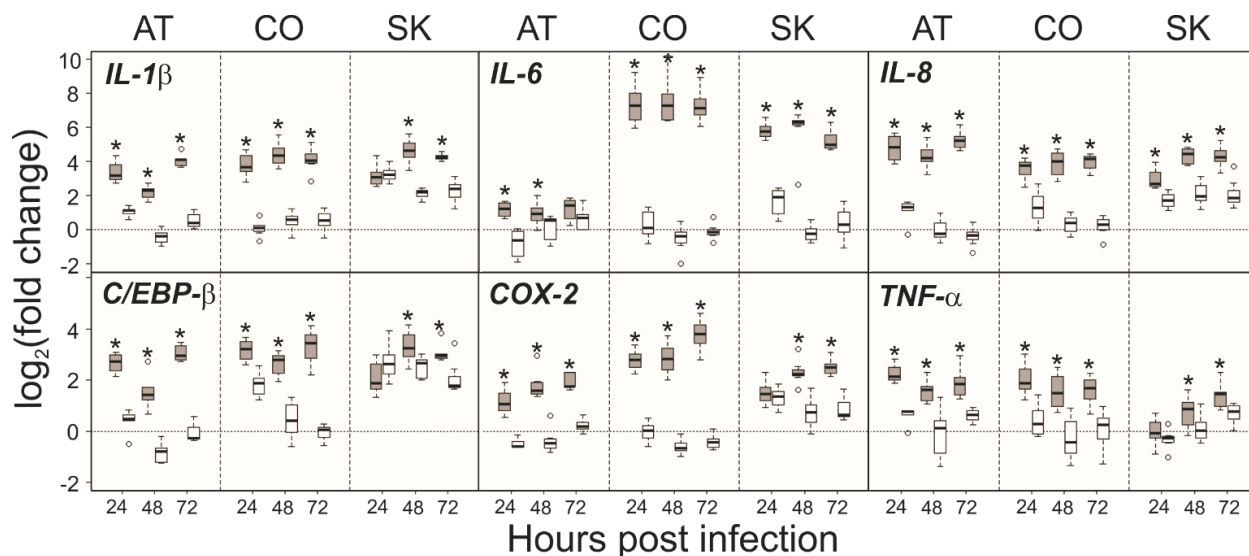 AT CO SK AT CO SK AT CO SK
log₂(fold change)
10
8
6
4
2
0
-2
IL-1β
* * * * * * * *
IL-6
* * * * * * * *
IL-8
* * * * * * * * *
4
2
0
-2
C/EBP-β
* * * * * * * *
COX-2
* * * * * * * *
TNF-α
* * * * * * * *
24 48 72 24 48 72 24 48 72 24 48 72 24 48 72 24 48 72 24 48 72 24 48 72 24 48 72
Hours post infection